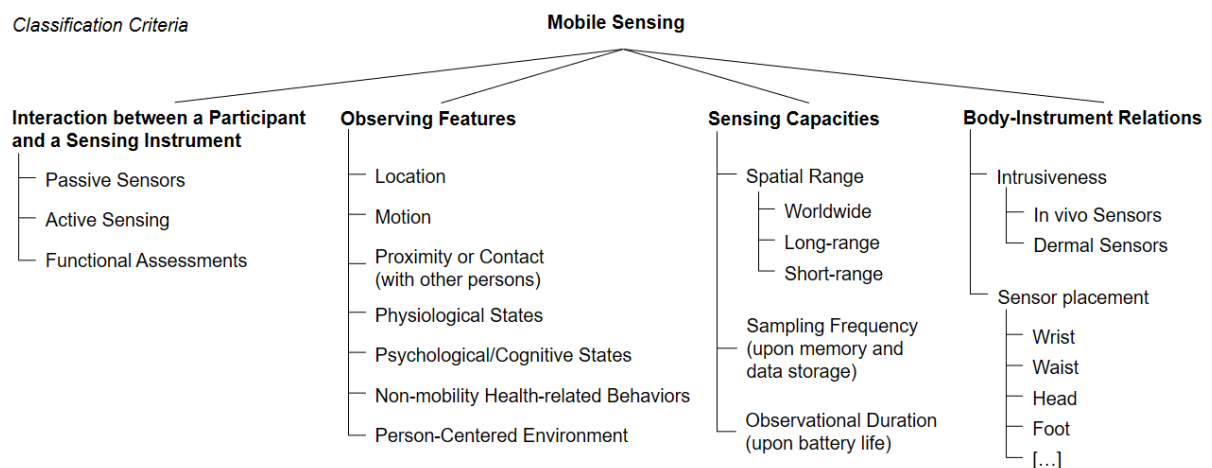 Classification Criteria
Mobile Sensing
Interaction between a Participant
and a Sensing Instrument
Passive Sensors
Active Sensing
Functional Assessments
Observing Features
Location
Motion
Proximity or Contact
(with other persons)
Physiological States
Psychological/Cognitive States
Non-mobility Health-related Behaviors
Person-Centered Environment
Sensing Capacities
Spatial Range
Worldwide
Long-range
Short-range
Sampling Frequency
(upon memory and
data storage)
Observational Duration
(upon battery life)
Body-Instrument Relations
Intrusiveness
In vivo Sensors
Dermal Sensors
Sensor placement
Wrist
Waist
Head
Foot
[...]